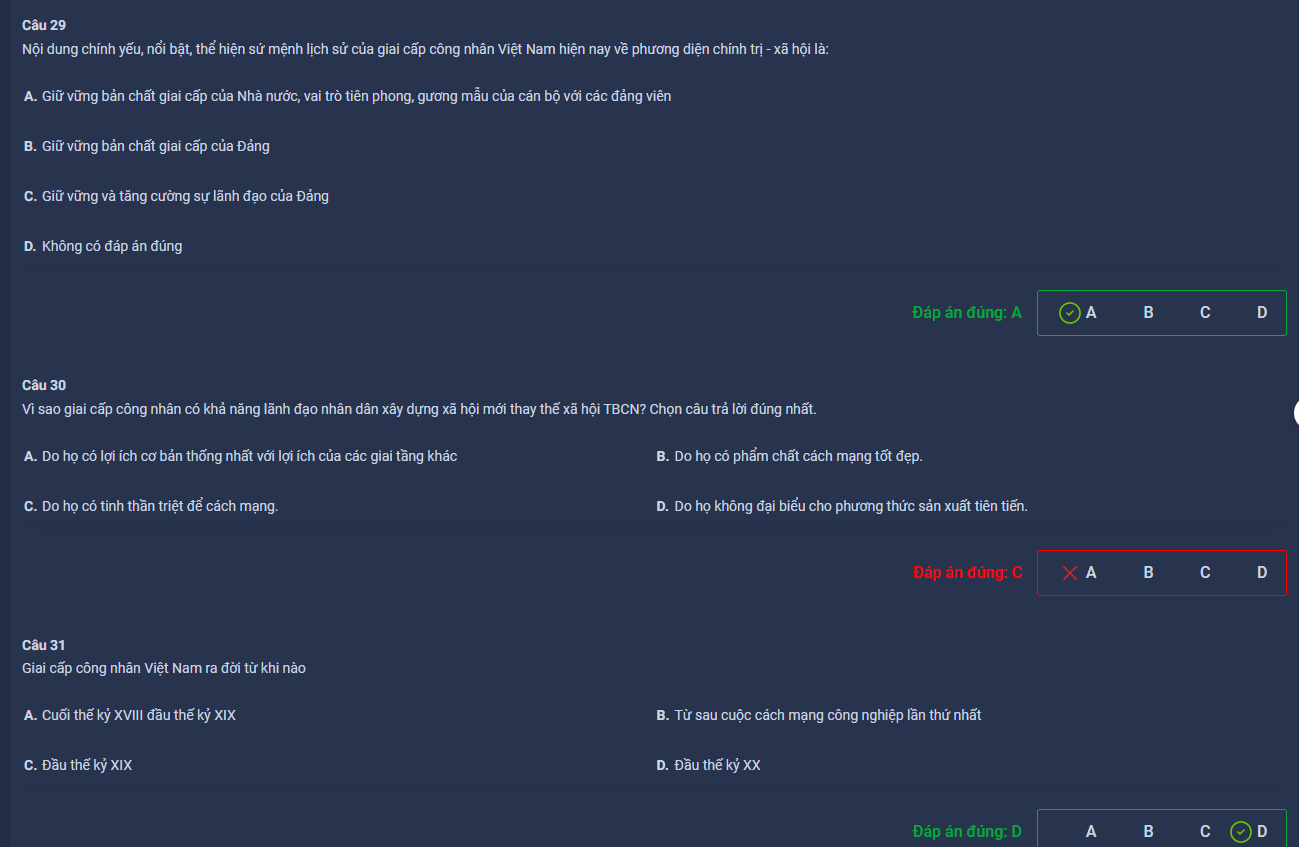 Câu 29
Nội dung chính yếu, nổi bật, thể hiện sứ mệnh lịch sử của giai cấp công nhân Việt Nam hiện nay về phương diện chính trị - xã hội là:
A. Giữ vững bản chất giai cấp của Nhà nước, vai trò tiên phong, gương mẫu của cán bộ với các đảng viên
B. Giữ vững bản chất giai cấp của Đảng
C. Giữ vững và tăng cường sự lãnh đạo của Đảng
D. Không có đáp án đúng
Đáp án đúng: A A B C D
Câu 30
Vì sao giai cấp công nhân có khả năng lãnh đạo nhân dân xây dựng xã hội mới thay thế xã hội TBCN? Chọn câu trả lời đúng nhất.
A. Do họ có lợi ích cơ bản thống nhất với lợi ích của các giai tầng khác
B. Do họ có phẩm chất cách mạng tốt đẹp.
C. Do họ có tinh thần triệt để cách mạng.
D. Do họ không đại biểu cho phương thức sản xuất tiên tiến.
Đáp án đúng: C A B C D
Câu 31
Giai cấp công nhân Việt Nam ra đời từ khi nào
A. Cuối thế kỷ XVIII đầu thế kỷ XIX
B. Từ sau cuộc cách mạng công nghiệp lần thứ nhất
C. Đầu thế kỷ XIX
D. Đầu thế kỷ XX
Đáp án đúng: D A B C D